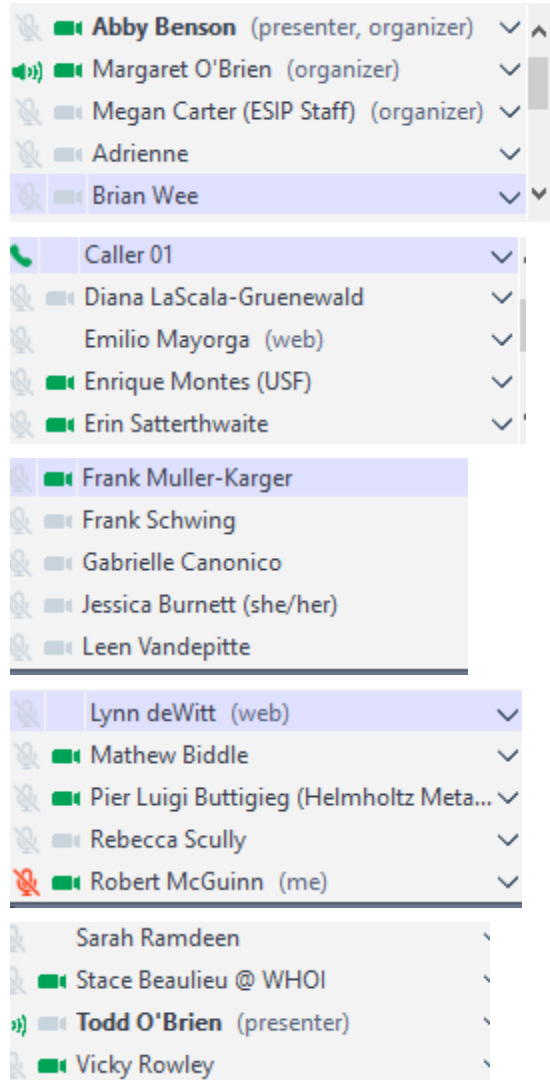 Abby Benson (presenter, organizer)
Margaret O'Brien (organizer)
Megan Carter (ESIP Staff) (organizer)
Adrienne
Brian Wee
Caller 01
Diana LaScala-Gruenewald
Emilio Mayorga (web)
Enrique Montes (USF)
Erin Satterthwaite
Frank Muller-Karger
Frank Schwing
Gabrielle Canonico
Jessica Burnett (she/her)
Leen Vandepitte
Lynn deWitt (web)
Mathew Biddle
Pier Luigi Buttigieg (Helmholtz Meta...
Rebecca Scully
Robert McGuinn (me)
Sarah Ramdeen
Stace Beaulieu @ WHOI
Todd O'Brien (presenter)
Vicky Rowley